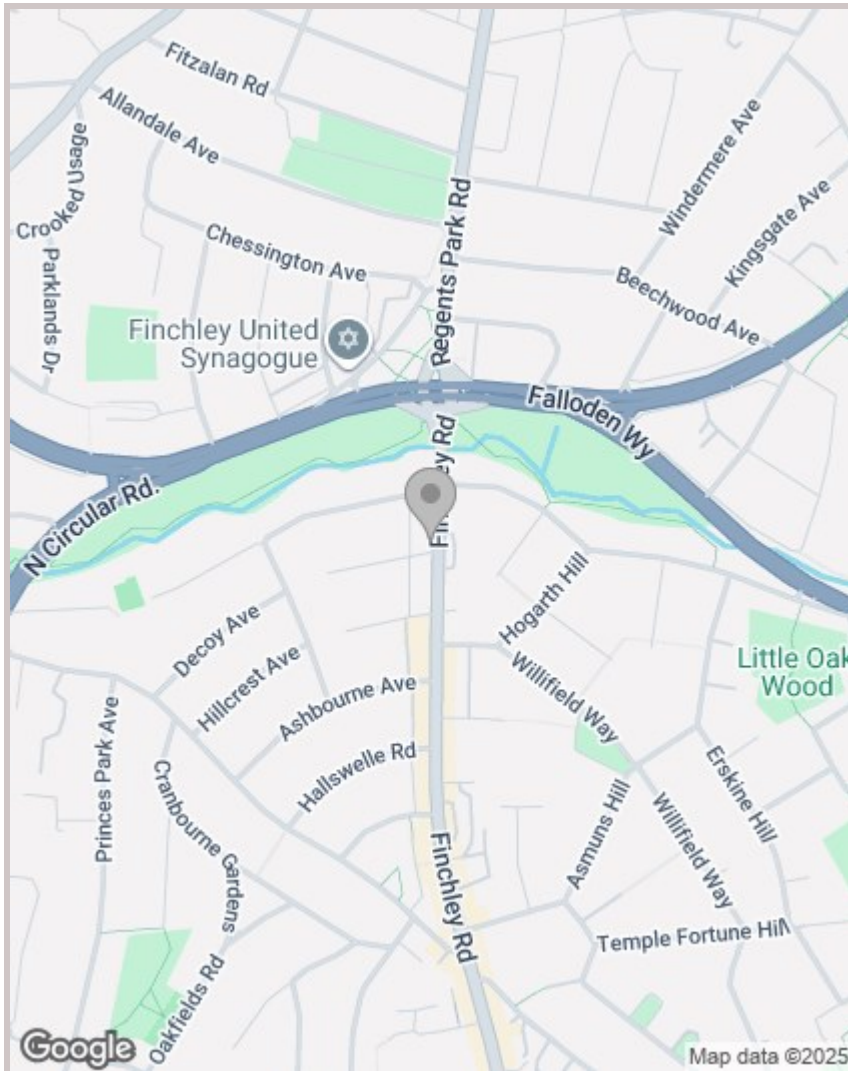 Fitzalan Rd
Allandale Ave
Crooked Usage
Parklands Dr
Chessington Ave
Regents Park Rd
Windermere Ave
Kingsgate Ave
Beechwood Ave
Finchley United
Synagogue
Falloden Wy
N Circular Rd.
Finchley Rd
Hogarth Hill
Decoy Ave
Hillcrest Ave
Ashbourne Ave
Hallswelle Rd
Willifield Way
Little Oak
Wood
Princes Park Ave
Cranbourne Gardens
Erskine Hill
Asmuns Hill
Willifield Way
Finchley Rd
Temple Fortune Hill
Oakfields Rd
Google
Map data ©2025